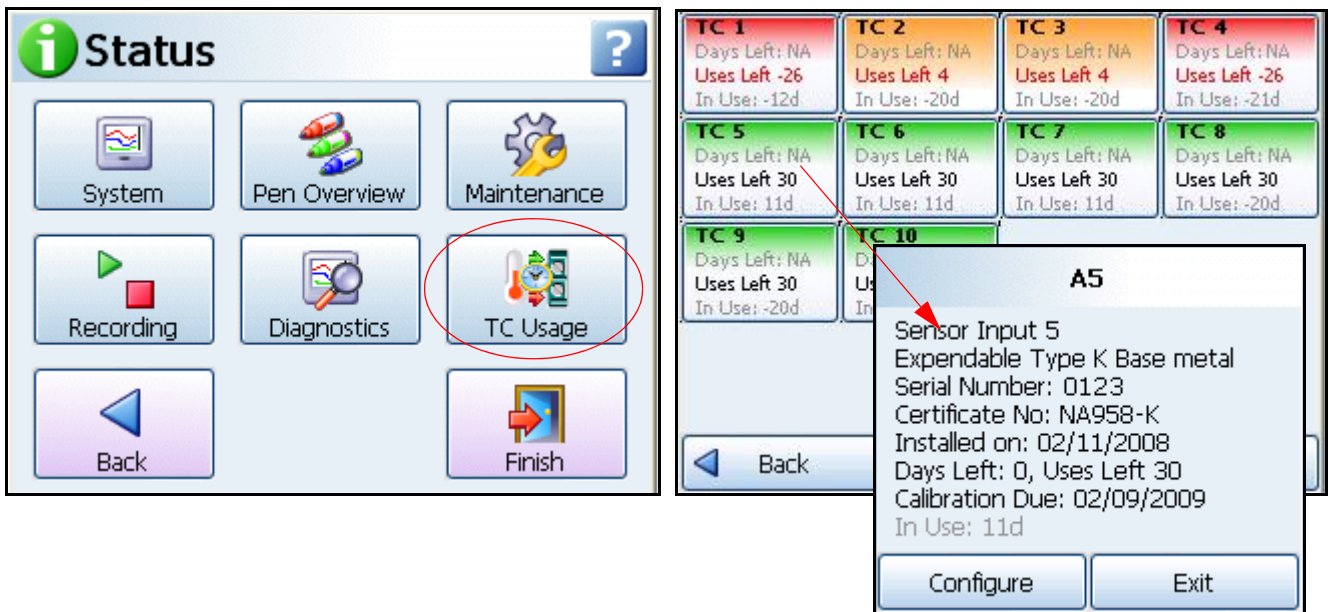 Status
?
System
Pen Overview
Maintenance
Recording
Diagnostics
TC Usage
Back
Finish
TC 1
Days Left: NA
Uses Left -26
In Use: -12d
TC 2
Days Left: NA
Uses Left 4
In Use: -20d
TC 3
Days Left: NA
Uses Left 4
In Use: -20d
TC 4
Days Left: NA
Uses Left -26
In Use: -21d
TC 5
Days Left: NA
Uses Left 30
In Use: 11d
TC 6
Days Left: NA
Uses Left 30
In Use: 11d
TC 7
Days Left: NA
Uses Left 30
In Use: 11d
TC 8
Days Left: NA
Uses Left 30
In Use: -20d
TC 9
Days Left: NA
Uses Left 30
In Use: -20d
TC 10
In
Back
A5
Sensor Input 5
Expendable Type K Base metal
Serial Number: 0123
Certificate No: NA958-K
Installed on: 02/11/2008
Days Left: 0, Uses Left 30
Calibration Due: 02/09/2009
In Use: 11d
Configure
Exit